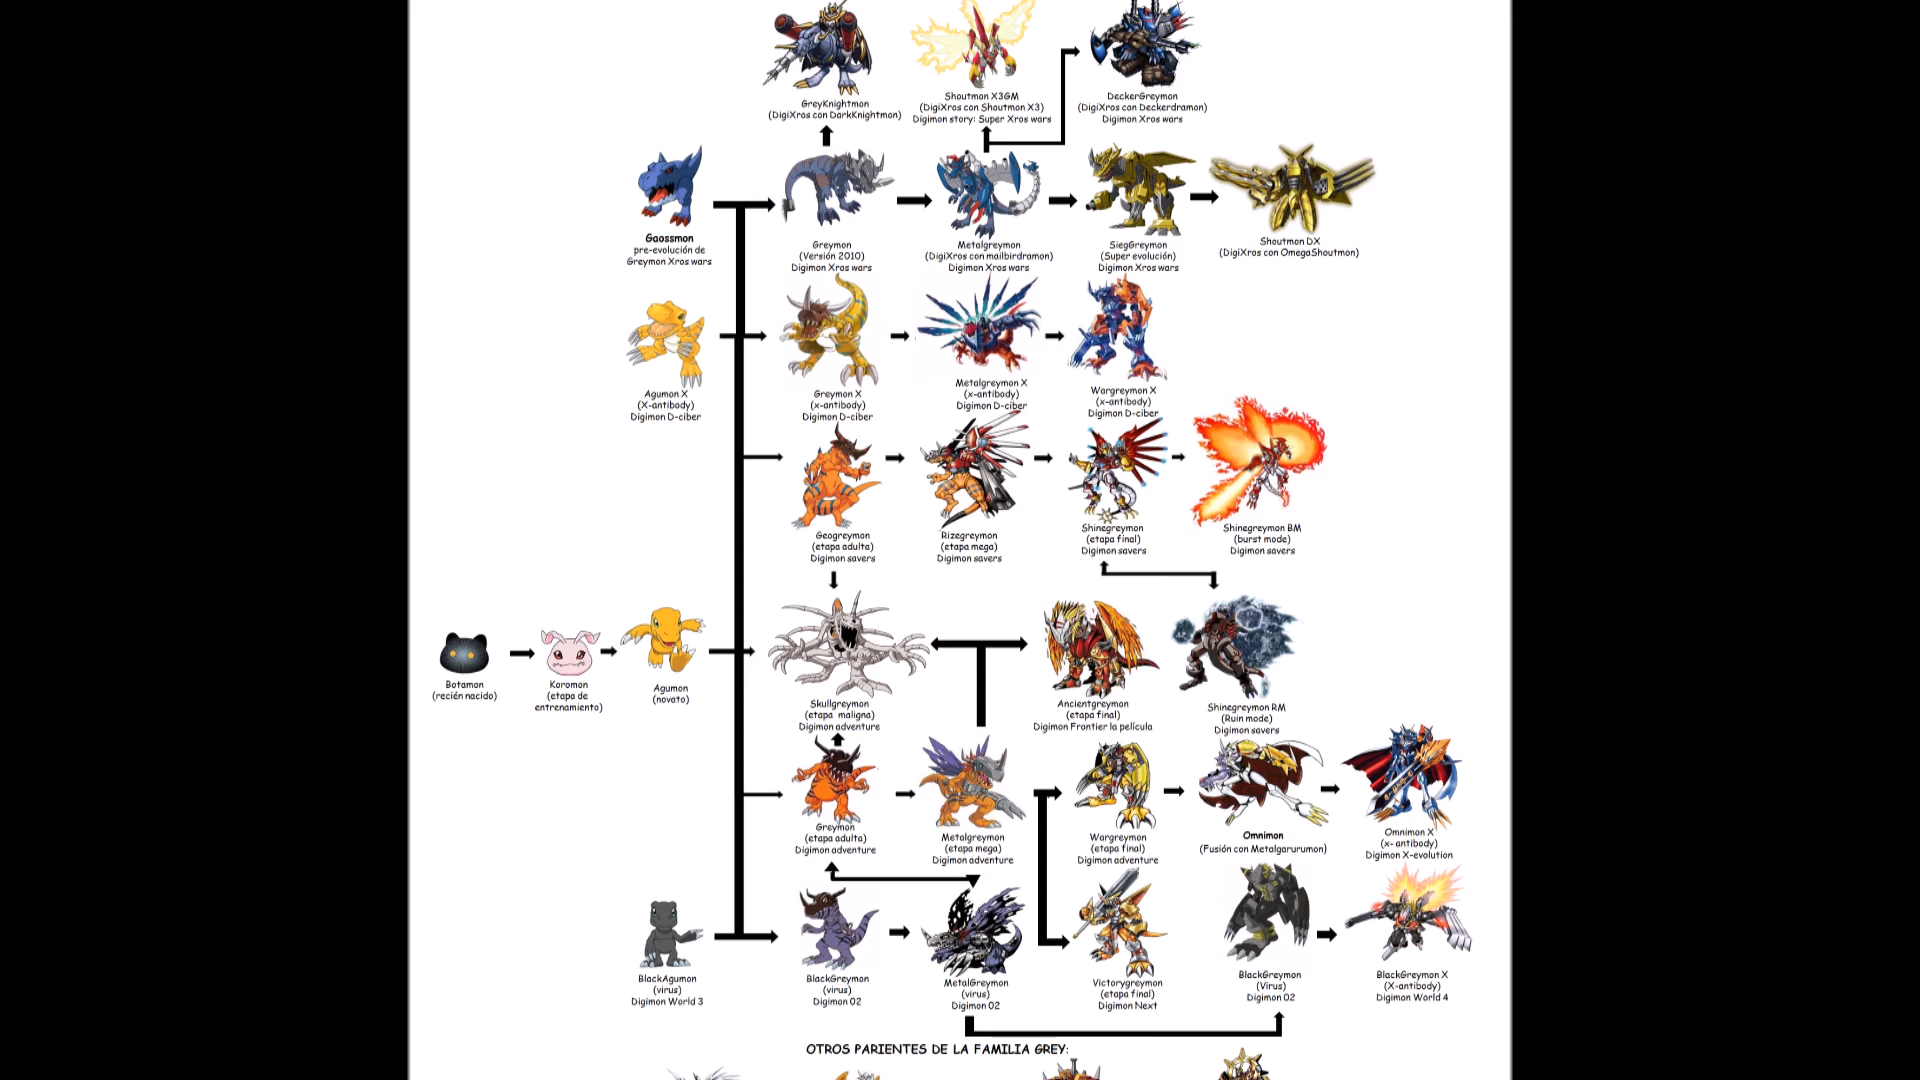 GreyKnightmon
(DigiXros con DarkKnightmon)
Shoutmon X3GM
(DigiXros con Shoutmon X3)
Digimon story: Super Xros wars
DeckerGreymon
(DigiXros con Deckerdramon)
Digimon Xros wars
Gaossmon
pre-evolución de
Greymon Xros wars
Greymon
(Versión 2010)
Digimon Xros wars
Metalgreymon
(DigiXros con mailbirdramon)
Digimon Xros wars
SiegGreymon
(Super evolución)
Digimon Xros wars
Shoutmon DX
(DigiXros con OmegaShoutmon)
Agumon X
(X-antibody)
Digimon D-ciber
Greymon X
(x-antibody)
Digimon D-ciber
Metalgreymon X
(x-antibody)
Digimon D-ciber
Wargreymon X
(x-antibody)
Digimon D-ciber
Geogreymon
(etapa adulta)
Digimon savers
Rizegreymon
(etapa mega)
Digimon savers
Shinegreymon
(etapa final)
Digimon savers
Shinegreymon BM
(burst mode)
Digimon savers
Botamon
(recién nacido)
Koromon
(etapa de
entrenamiento)
Agumon
(novato)
Skullgreymon
(etapa maligna)
Digimon adventure
Ancientgreymon
(etapa final)
Digimon Frontier la película
Shinegreymon RM
(Ruin mode)
Digimon savers
Greymon
(etapa adulta)
Digimon adventure
Metalgreymon
(etapa mega)
Digimon adventure
Wargreymon
(etapa final)
Digimon adventure
Omnimon
(Fusión con Metalgarurumon)
Omnimon X
(x- antibody)
Digimon X-evolution
BlackAgumon
(virus)
Digimon World 3
BlackGreymon
(virus)
Digimon 02
MetalGreymon
(virus)
Digimon 02
Victorygreymon
(etapa final)
Digimon Next
BlackGreymon
(Virus)
Digimon 02
BlackGreymon X
(X-antibody)
Digimon World 4
OTROS PARIENTES DE LA FAMILIA GREY: